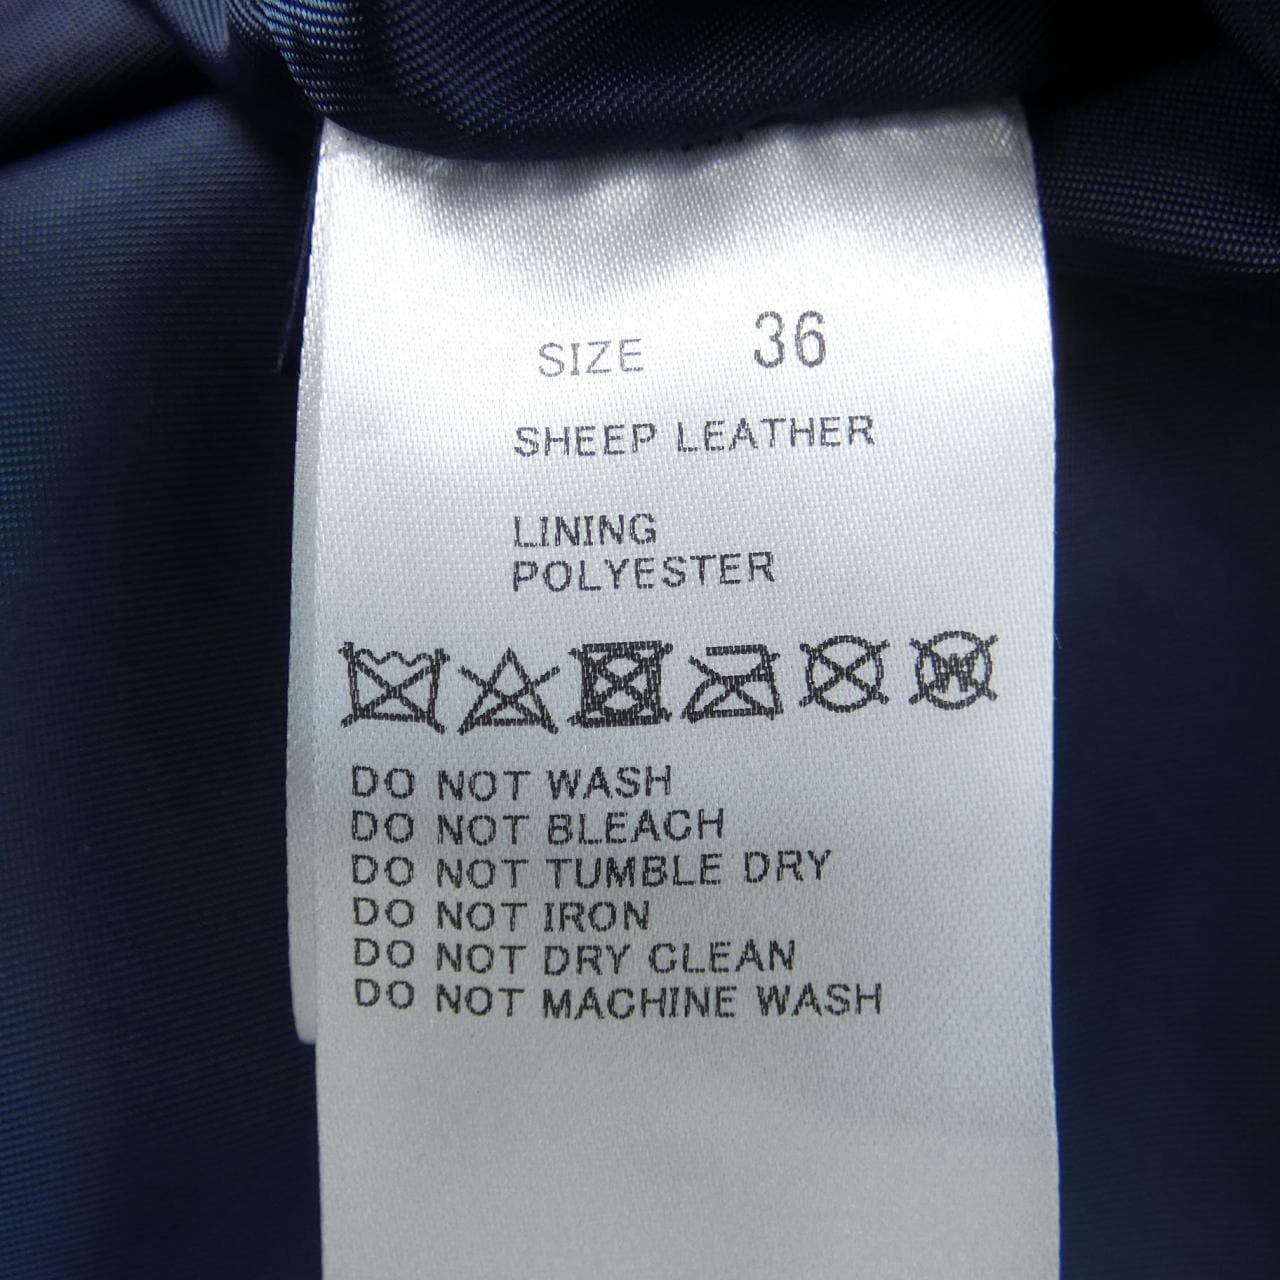 SIZE 36
SHEEP LEATHER
LINING
POLYESTER
W
DO NOT WASH
DO NOT BLEACH
DO NOT TUMBLE DRY
DO NOT IRON
DO NOT DRY CLEAN
DO NOT MACHINE WASH